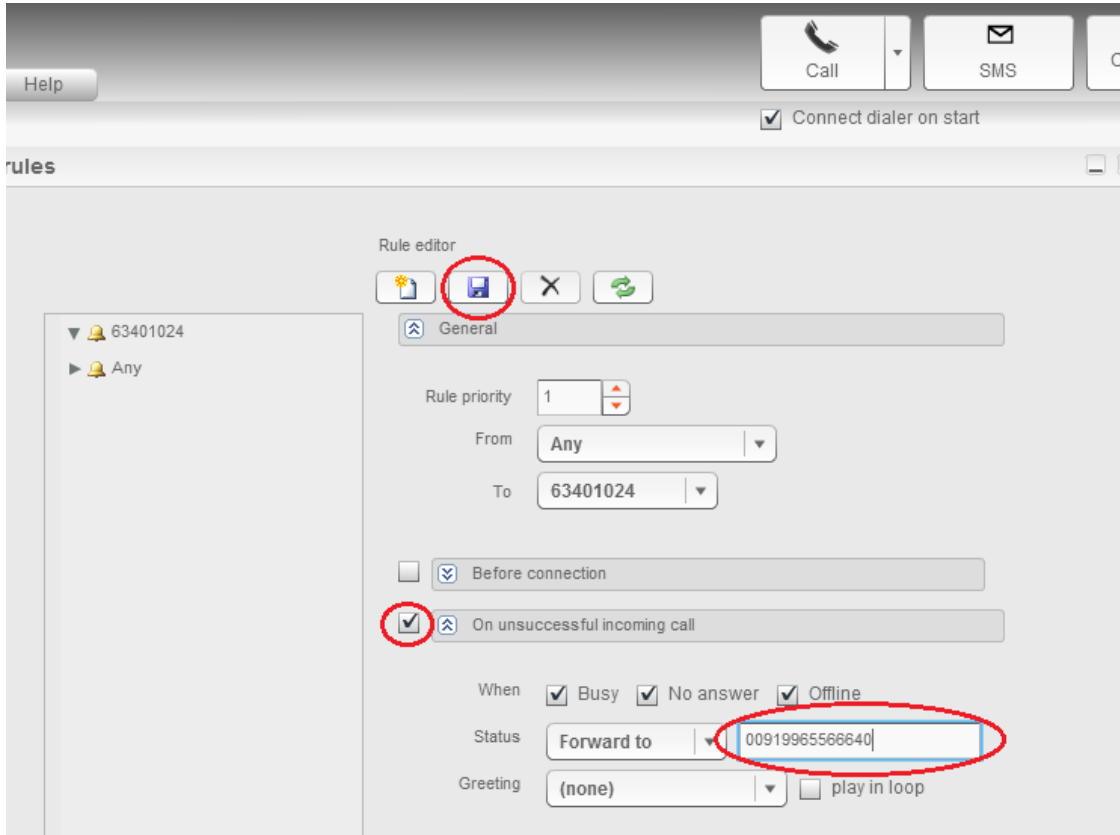 Call
SMS
Help
Connect dialer on start
rules
Rule editor
63401024
General
Any
Rule priority 1
From Any
To 63401024
Before connection
On unsuccessful incoming call
When Busy No answer Offline
Status Forward to 00919965566640
Greeting (none) play in loop